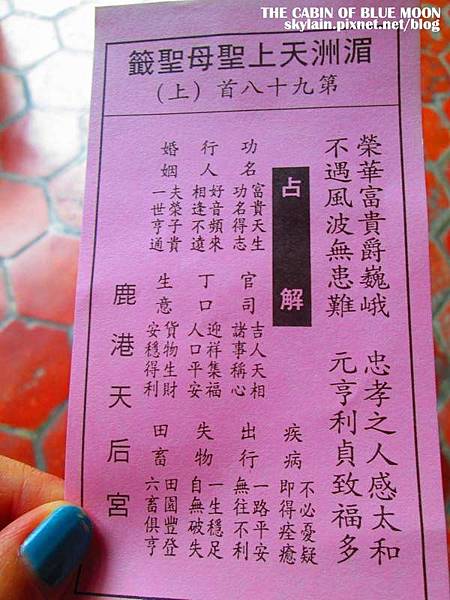 THE CABIN OF BLUE MOON
skylain.pixnet.net/blog
湄洲天上聖母聖籤
第九十八首（上）
榮華富貴爵巍峨 忠孝之人感太和
不遇風波無患難 元亨利貞致福多
占解
功名
富貴天生
功名得志
行人
好音頻來
相逢不遠
婚姻
夫榮子貴
一世亨通
官司
吉人天相
諸事稱心
丁口
迎祥集福
人口平安
生意
貨物生財
安穩得利
疾病
不必憂疑
即得痊癒
出行
一路平安
無往不利
失物
一生穩足
自無破失
田畜
田園豐登
六畜俱亨
鹿港天后宮